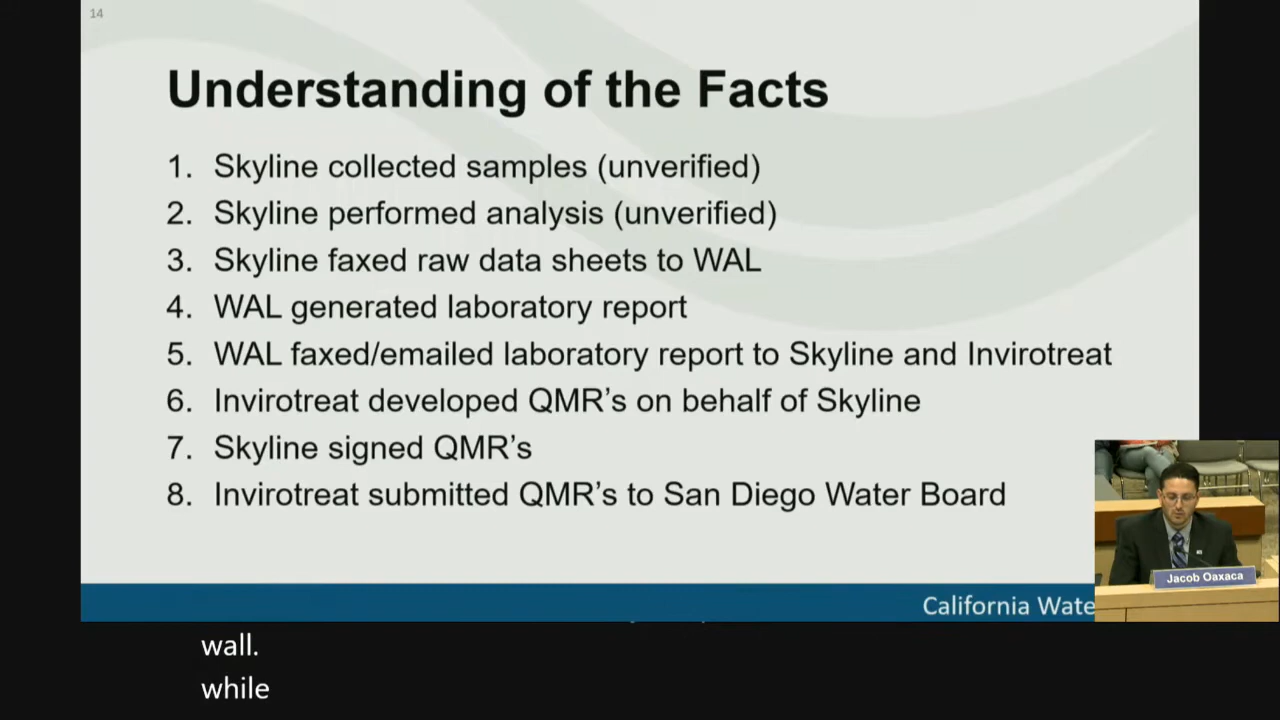 14
Understanding of the Facts
1. Skyline collected samples (unverified)
2. Skyline performed analysis (unverified)
3. Skyline faxed raw data sheets to WAL
4. WAL generated laboratory report
5. WAL faxed/emailed laboratory report to Skyline and Invirotreat
6. Invirotreat developed QMR’s on behalf of Skyline
7. Skyline signed QMR’s
8. Invirotreat submitted QMR’s to San Diego Water Board
California Wate
Jacob Oaxaca
wall.
while